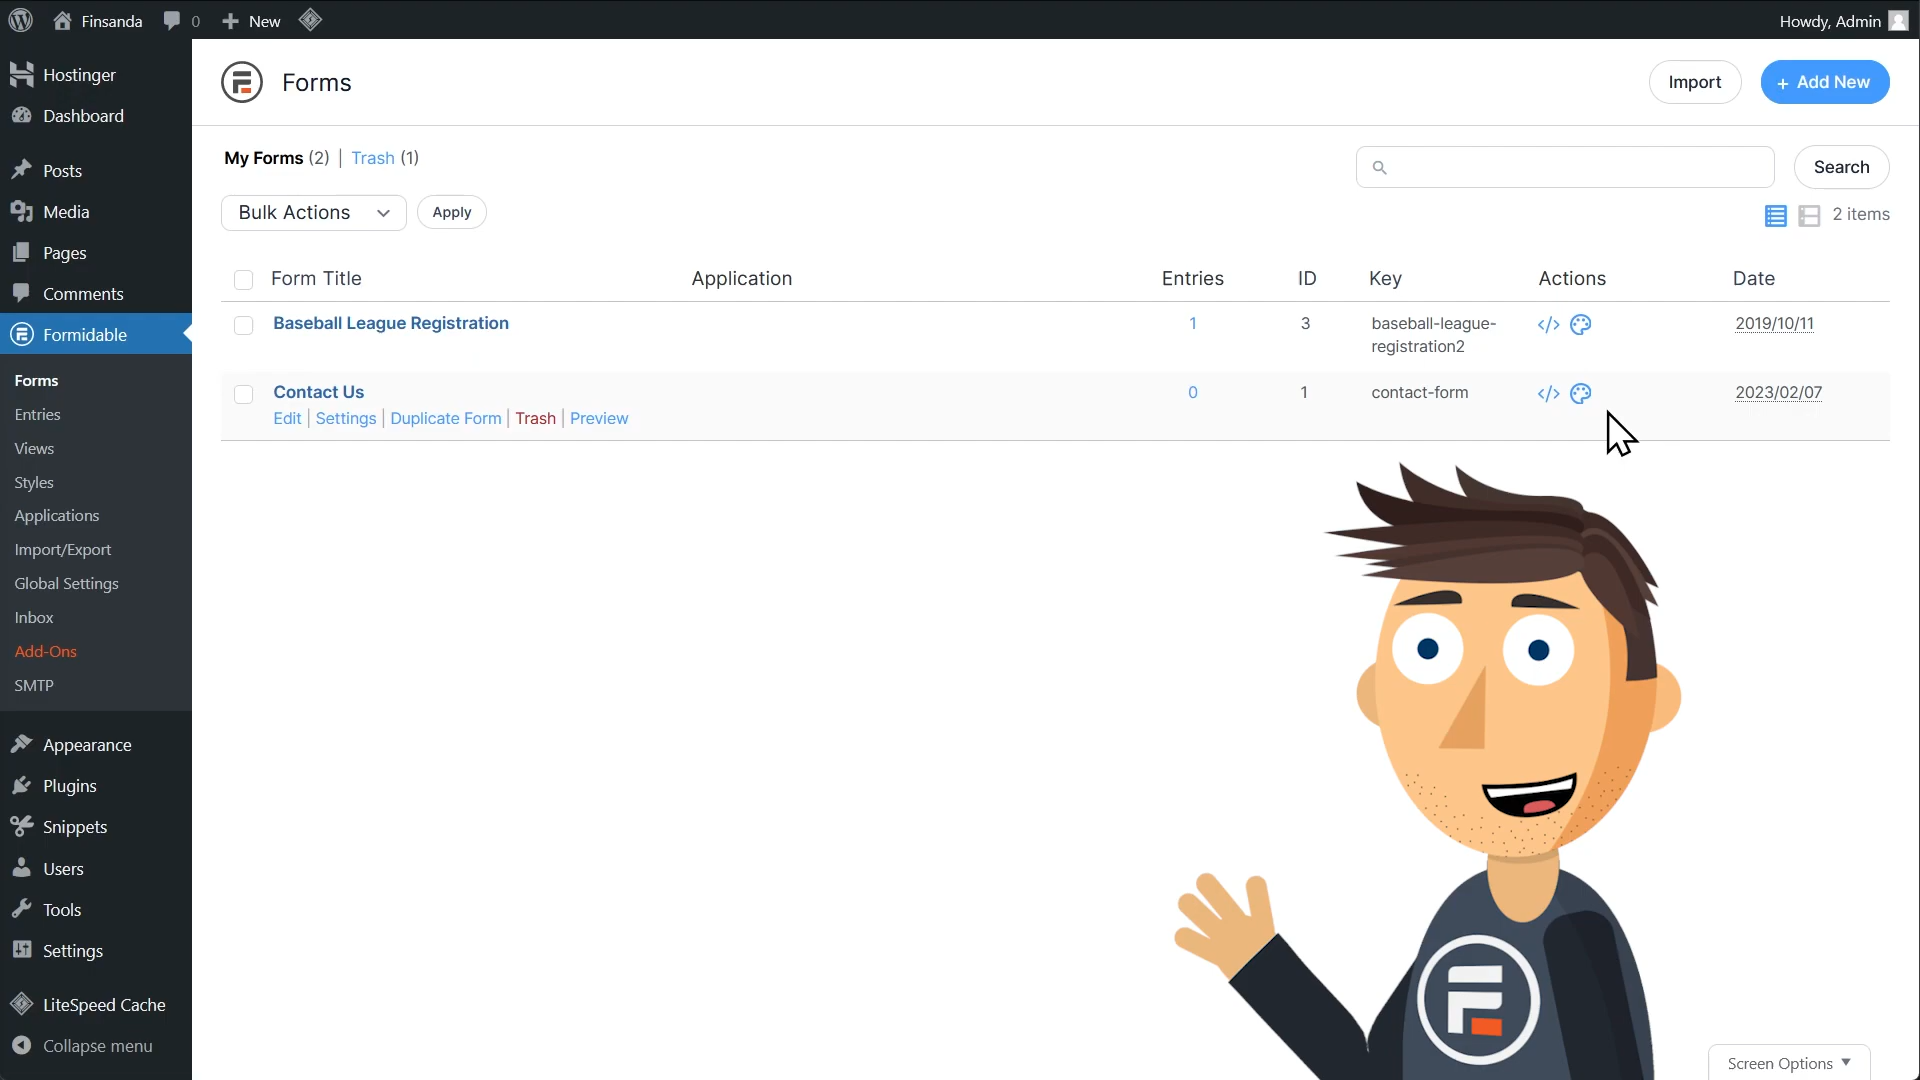 Finsanda 0 New Howdy, Admin
Hostinger
Dashboard
Posts
Media
Pages
Comments
Formidable
Forms
Entries
Views
Styles
Applications
Import/Export
Global Settings
Inbox
Add-Ons
SMTP
Appearance
Plugins
Snippets
Users
Tools
Settings
LiteSpeed Cache
Collapse menu
Forms Import + Add New
My Forms (2) | Trash (1)
Search
Bulk Actions Apply
2 items
Form Title Application Entries ID Key Actions Date
Baseball League Registration 1 3 baseball-league- </> 2019/10/11
registration2
Contact Us 0 1 contact-form </> 2023/02/07
Edit | Settings | Duplicate Form | Trash | Preview
Screen Options